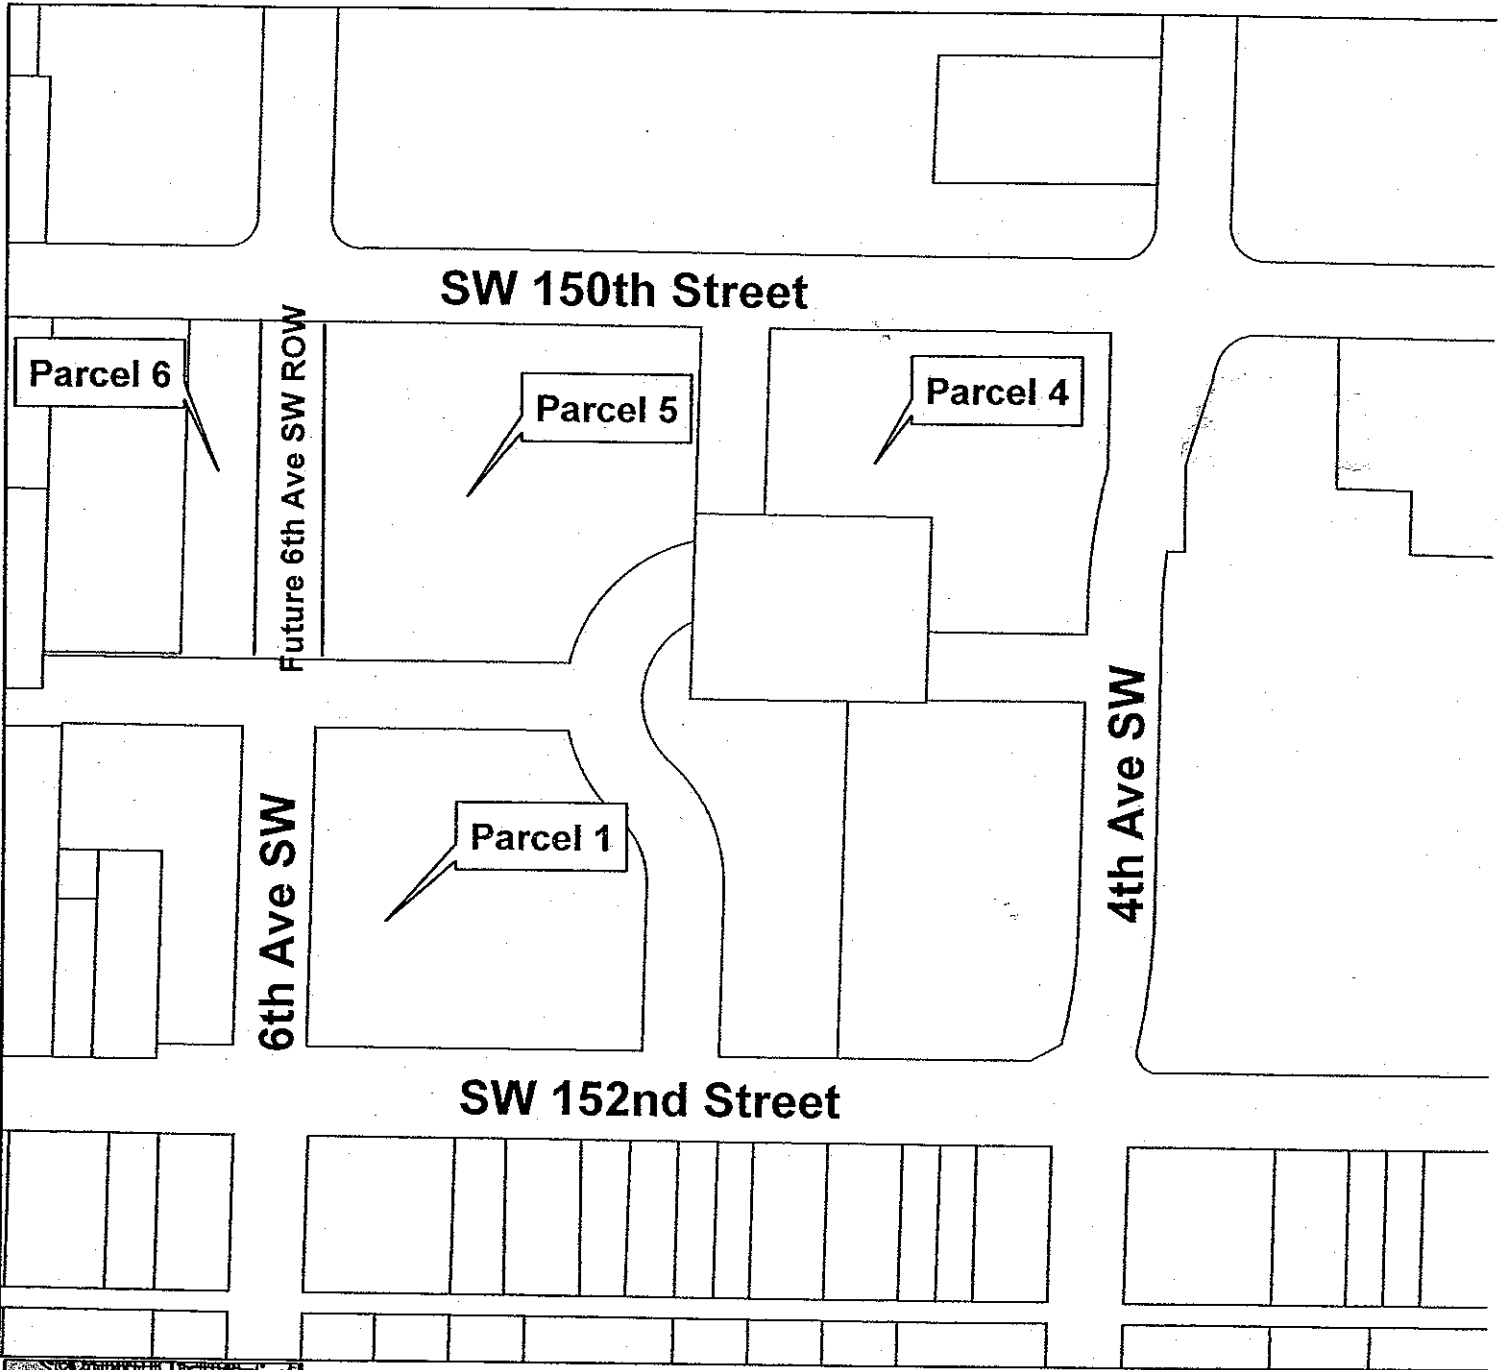 SW 150th Street
Parcel 6
Future 6th Ave SW ROW
Parcel 5
Parcel 4
4th Ave SW
6th Ave SW
Parcel 1
SW 152nd Street